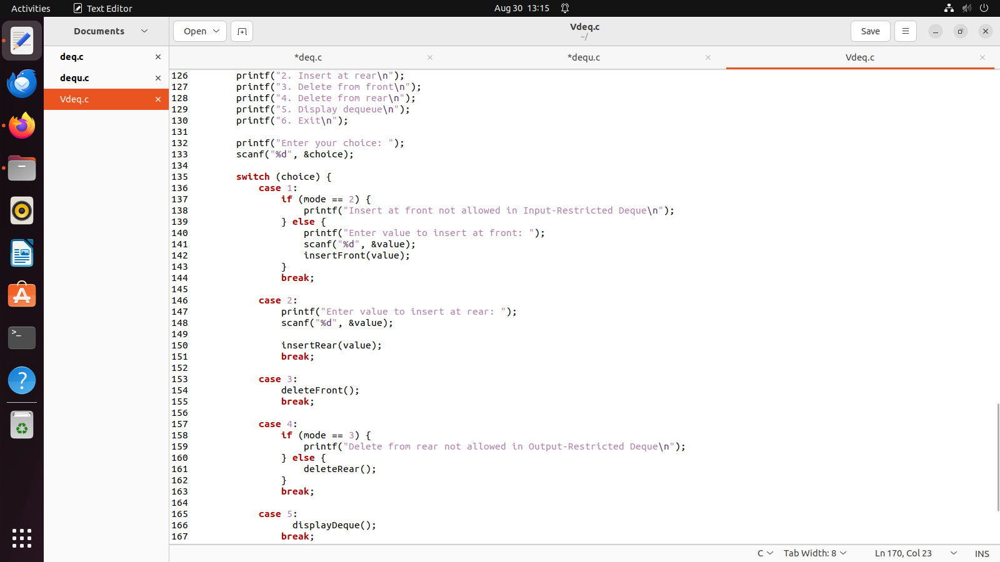 Activities
Text Editor
Aug 30 13:15
Documents
Open
Vdeq.c
~/
Save
deq.c
dequ.c
Vdeq.c
*deq.c
*dequ.c
Vdeq.c
126 printf("2. Insert at rear\n");
127 printf("3. Delete from front\n");
128 printf("4. Delete from rear\n");
129 printf("5. Display dequeue\n");
130 printf("6. Exit\n");
131
132 printf("Enter your choice: ");
133 scanf("%d", &choice);
134
135 switch (choice) {
136 case 1:
137 if (mode == 2) {
138 printf("Insert at front not allowed in Input-Restricted Deque\n");
139 } else {
140 printf("Enter value to insert at front: ");
141 scanf("%d", &value);
142 insertFront(value);
143 }
144 break;
145
146 case 2:
147 printf("Enter value to insert at rear: ");
148 scanf("%d", &value);
149
150 insertRear(value);
151 break;
152
153 case 3:
154 deleteFront();
155 break;
156
157 case 4:
158 if (mode == 3) {
159 printf("Delete from rear not allowed in Output-Restricted Deque\n");
160 } else {
161 deleteRear();
162 }
163 break;
164
165 case 5:
166 displayDeque();
167 break;
C
Tab Width: 8
Ln 170, Col 23
INS